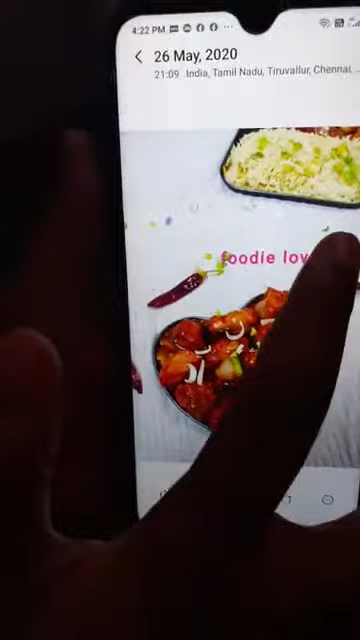 4:22 PM
26 May, 2020
21:09 India, Tamil Nadu, Tiruvallur, Chennai, ...
foodie lov